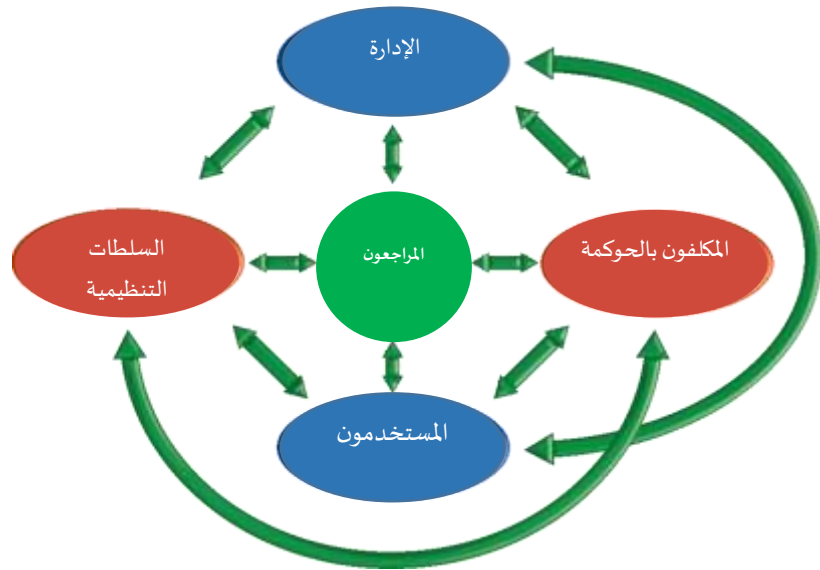 الإدارة
المكلفون بالحوكمة
المراجعون
السلطات
التنظيمية
المستخدمون